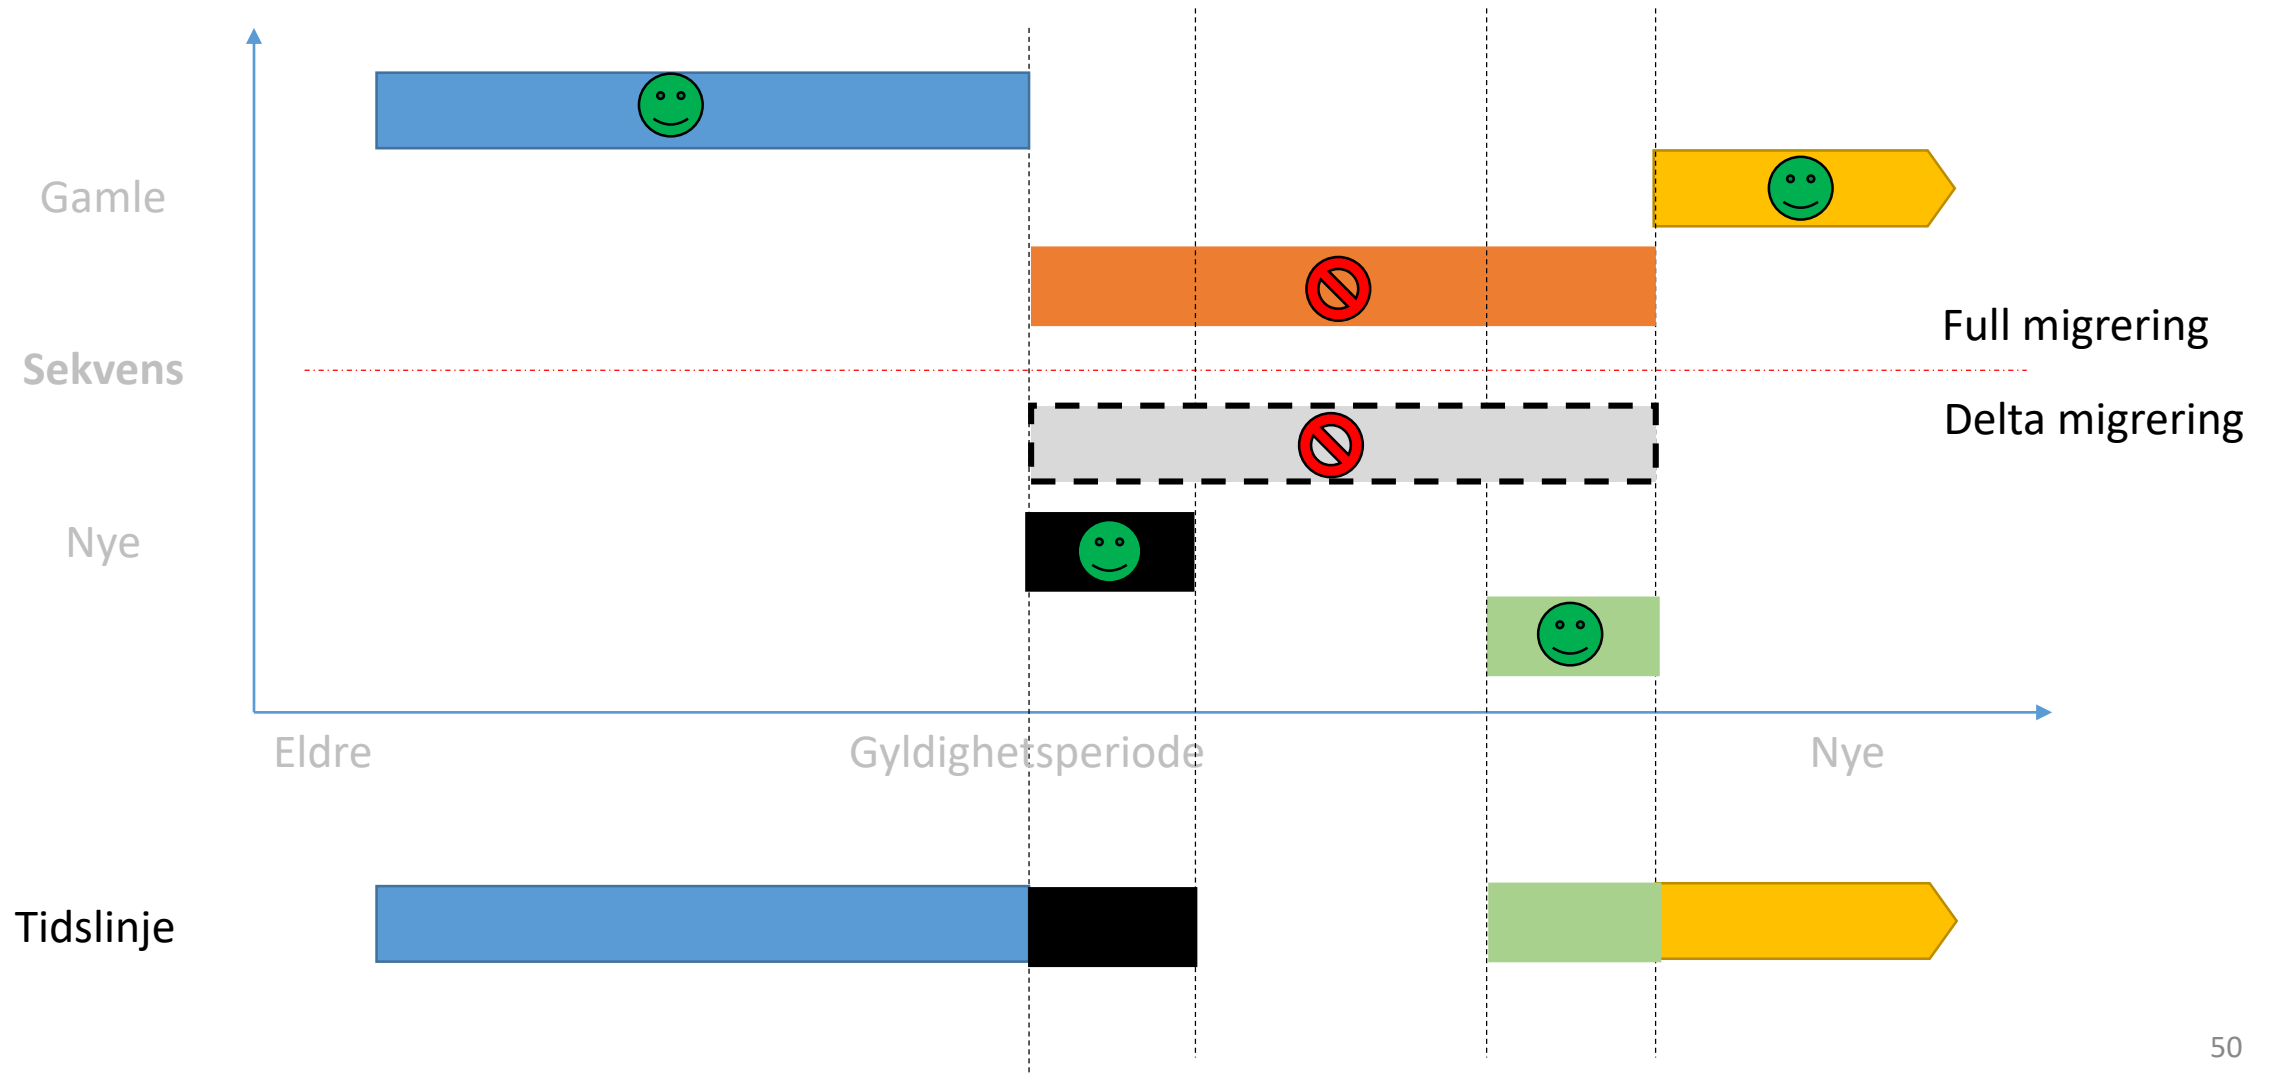 Gamle
Full migrering
Sekvens
Delta migrering
Nye
Eldre
Gyldighetsperiode
Nye
Tidslinje
50